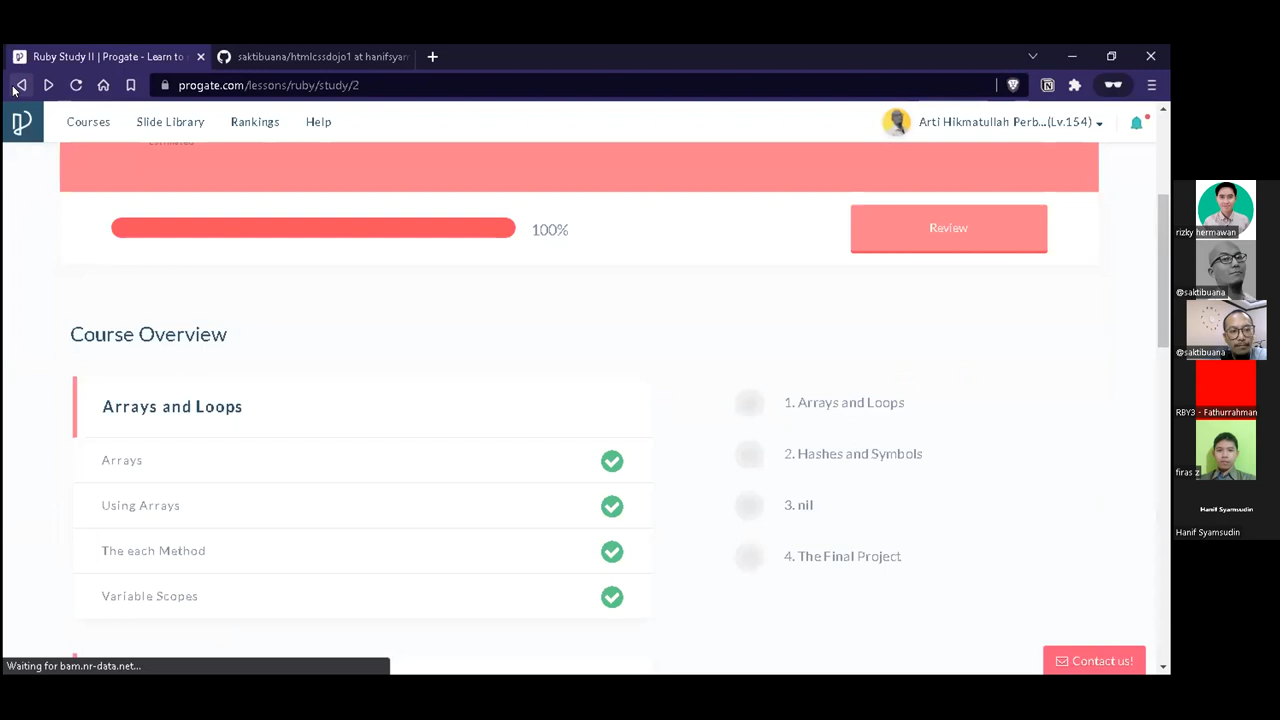 Ruby Study II | Progate - Learn to
saktibuana/htmlcssdojo1 at hanifsyar
progate.com/lessons/ruby/study/2
Courses
Slide Library
Rankings
Help
Arti Hikmatullah Perb...(Lv.154)
Estimated
100%
Review
Course Overview
Arrays and Loops
Arrays
Using Arrays
The each Method
Variable Scopes
1. Arrays and Loops
2. Hashes and Symbols
3. nil
4. The Final Project
Contact us!
Waiting for bam.nr-data.net...
rizky hermawan
@saktibuana
@saktibuana
RBY3 - Fathurrahman
firas z
Hanif Syamsudin
Hanif Syamsudin